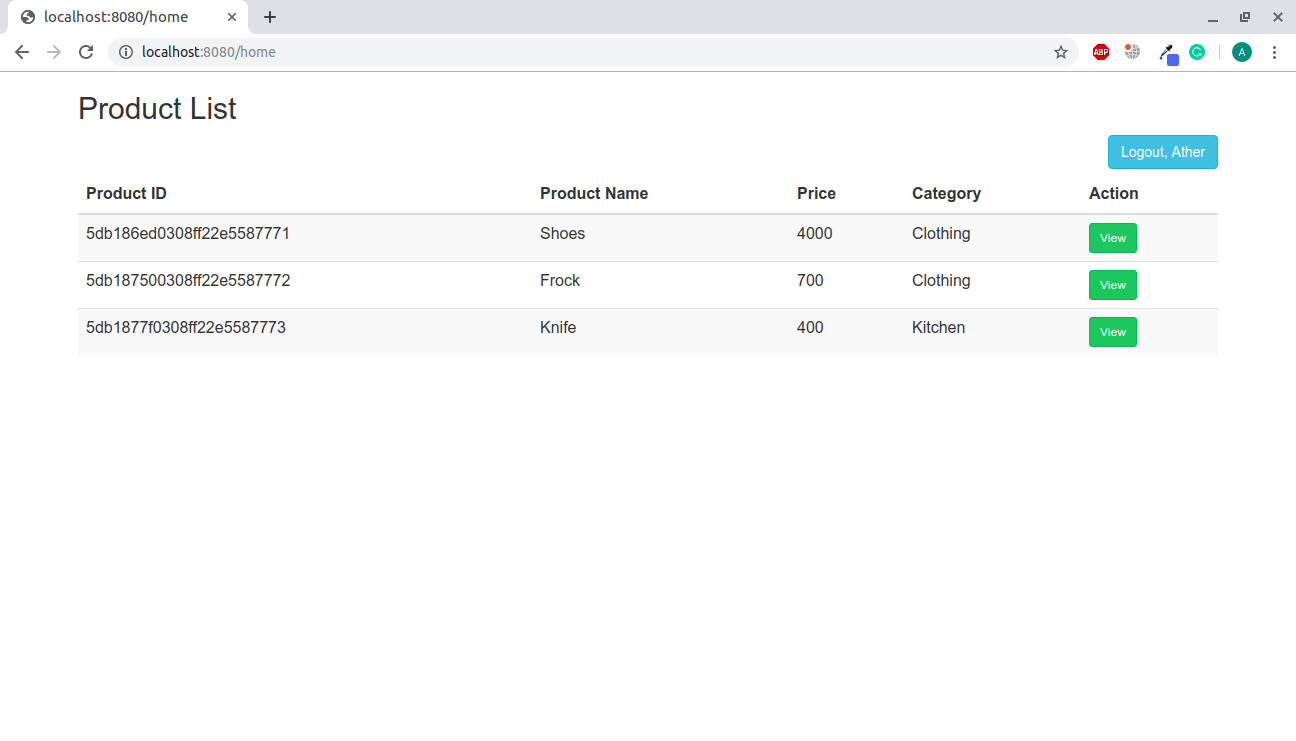 localhost:8080/home
localhost:8080/home
ABP
A
Product List
Logout, Ather
Product ID Product Name Price Category Action
5db186ed0308ff22e5587771 Shoes 4000 Clothing View
5db187500308ff22e5587772 Frock 700 Clothing View
5db1877f0308ff22e5587773 Knife 400 Kitchen View